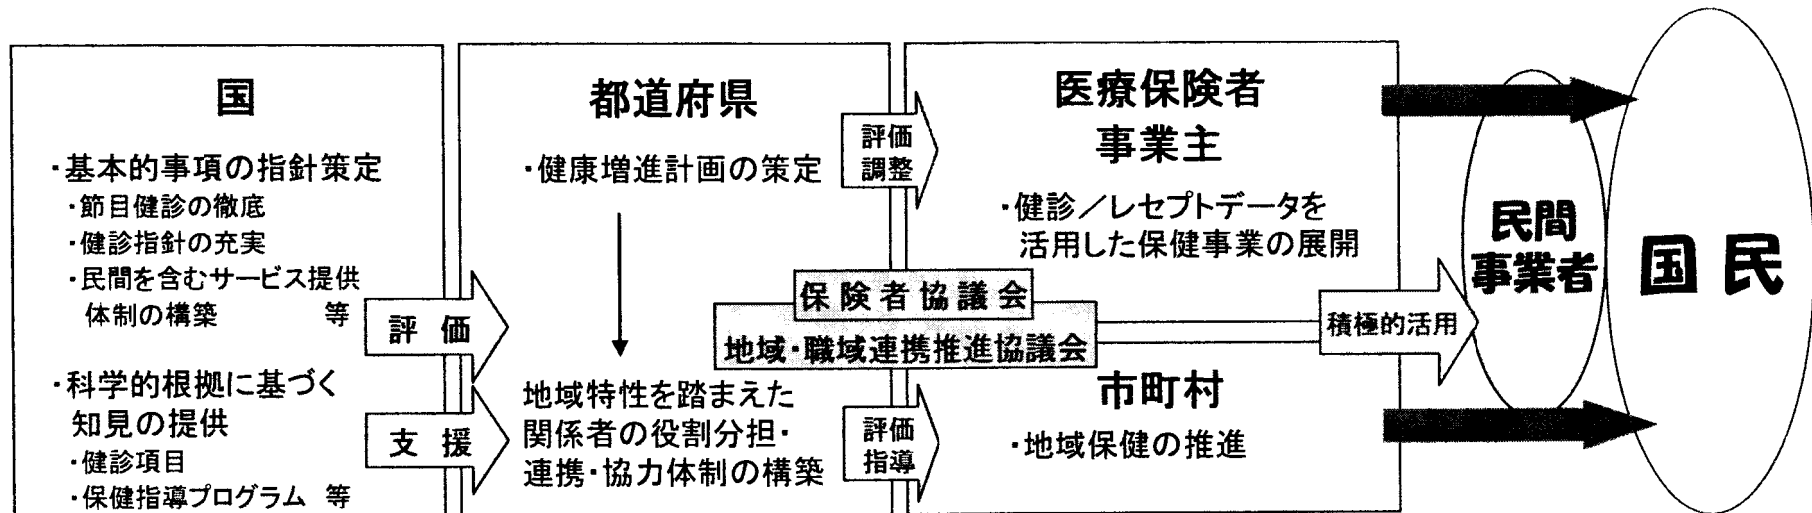 国
・基本的事項の指針策定
・節目健診の徹底
・健診指針の充実
・民間を含むサービス提供
体制の構築　等
・科学的根拠に基づく
知見の提供
・健診項目
・保健指導プログラム　等
評　価
支　援
都道府県
・健康増進計画の策定
地域特性を踏まえた
関係者の役割分担・
連携・協力体制の構築
評価
調整
評価
指導
保険者協議会
地域・職域連携推進協議会
医療保険者
事業主
・健診／レセプトデータを
活用した保健事業の展開
市町村
・地域保健の推進
積極的活用
民間
事業者
国民